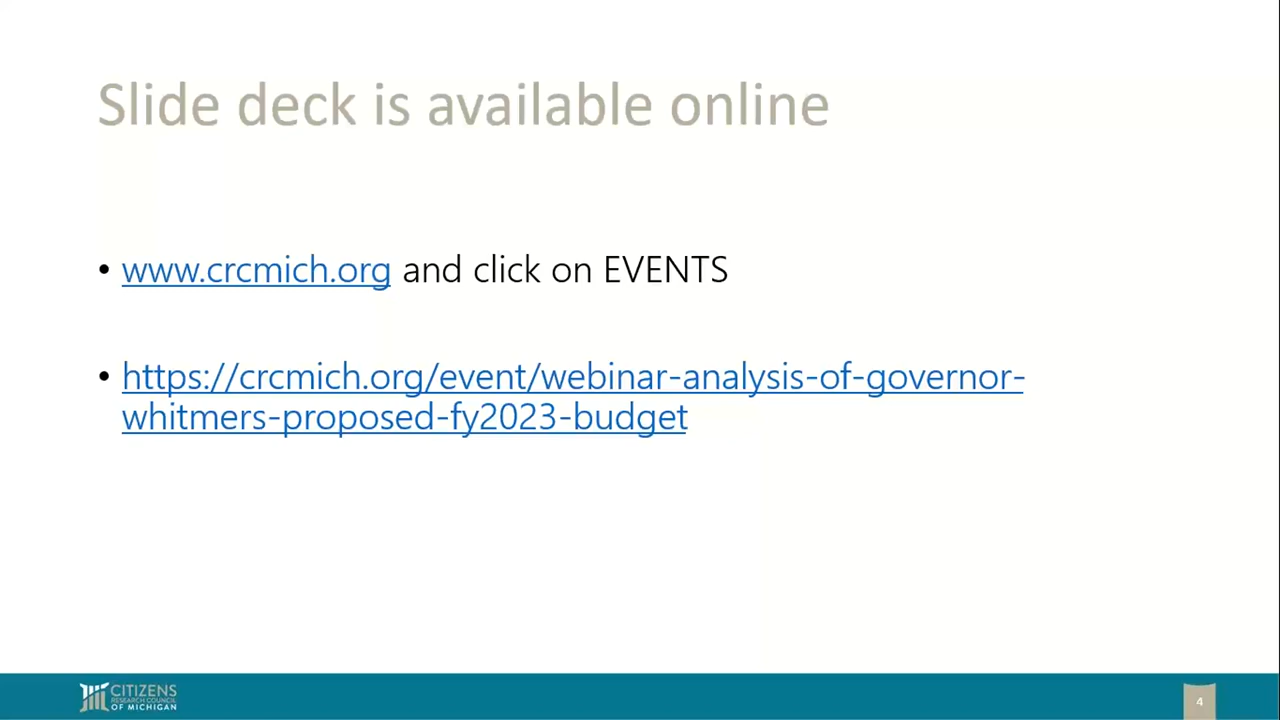 Slide deck is available online
• www.crcmich.org and click on EVENTS
• https://crcmich.org/event/webinar-analysis-of-governor-
whitmers-proposed-fy2023-budget
CITIZENS
RESEARCH COUNCIL
OF MICHIGAN
4